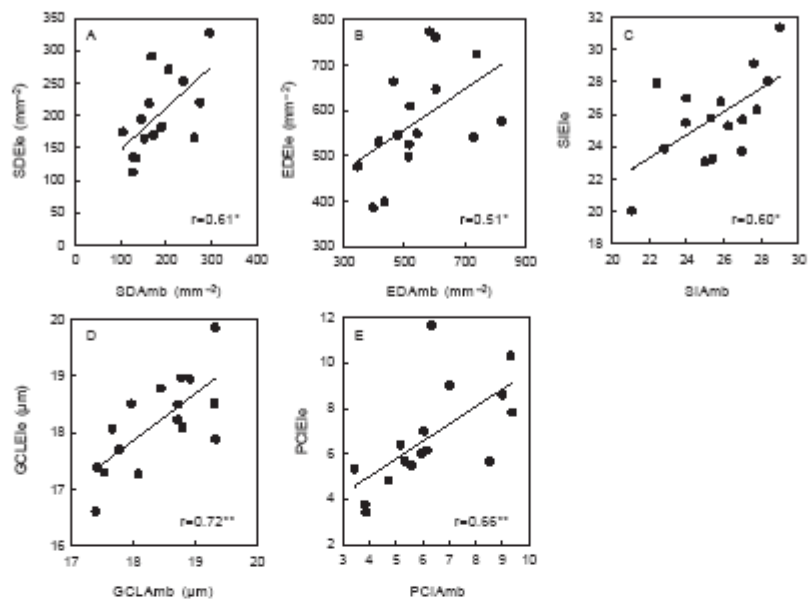 A
SDEle (mm⁻²)
350
300
250
200
150
100
50
0
r=0.61*
0 100 200 300 400
SDAmb (mm⁻²)
B
EDEle (mm⁻²)
800
700
600
500
400
300
r=0.51*
300 500 700 900
EDAmb (mm⁻²)
C
SIEle
32
30
28
26
24
22
20
18
r=0.60*
20 22 24 26 28 30
SIAmb
D
GCLEle (µm)
20
19
18
17
16
r=0.72**
17 18 19 20
GCLAmb (µm)
E
PCIEle
12
10
8
6
4
2
r=0.66**
3 4 5 6 7 8 9 10
PCIAmb